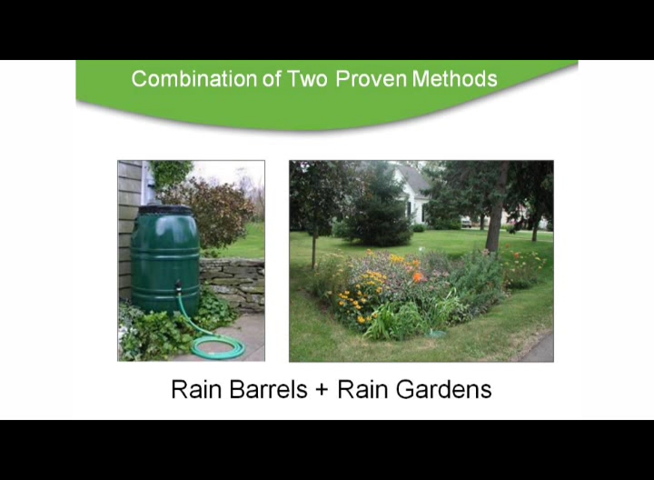 Combination of Two Proven Methods
Rain Barrels + Rain Gardens